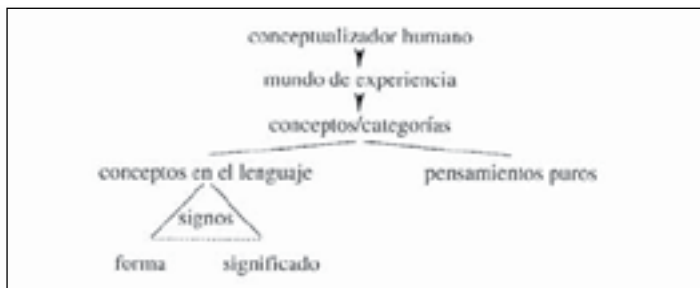 conceptualizador humano
mundo de experiencia
conceptos/categorías
conceptos en el lenguaje pensamientos puros
signos
forma significado